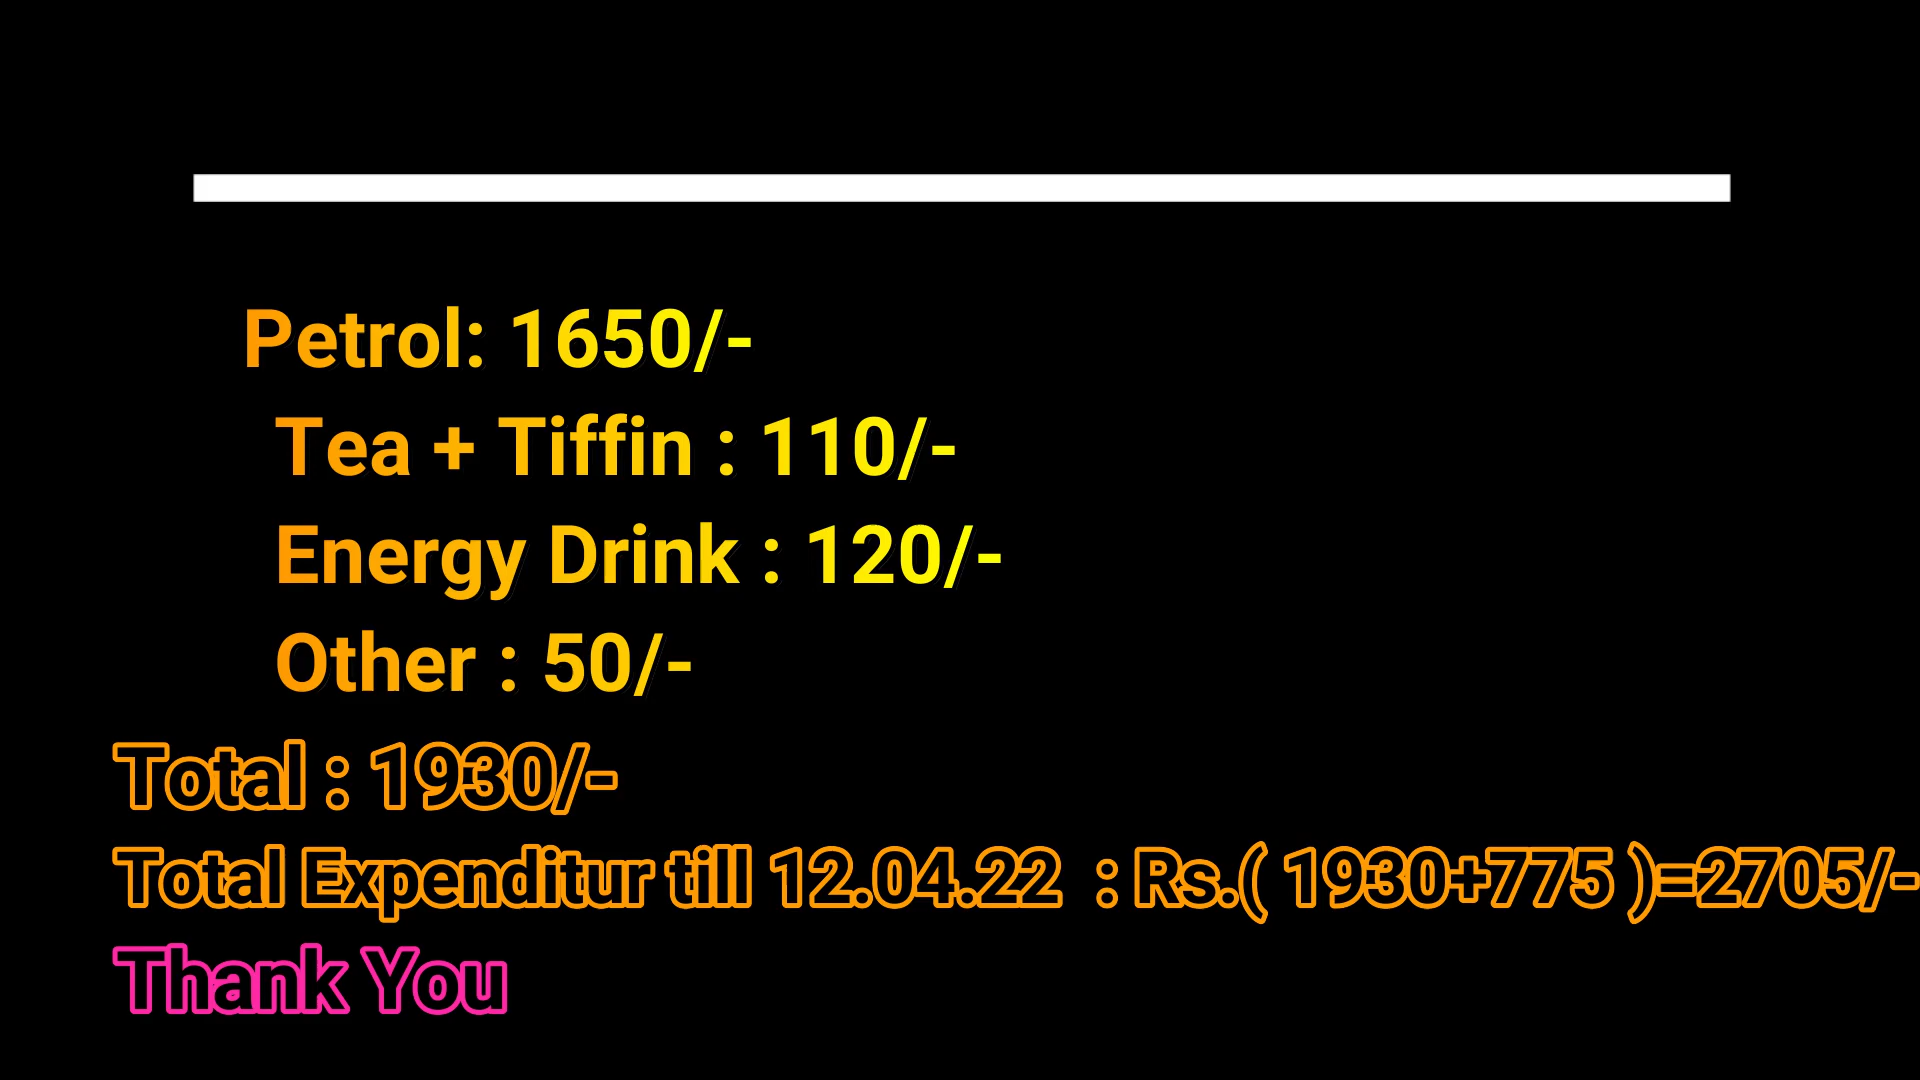 Petrol: 1650/-
Tea + Tiffin : 110/-
Energy Drink : 120/-
Other : 50/-
Total : 1930/-
Total Expenditur till 12.04.22  : Rs.( 1930+775 )=2705/-
Thank You